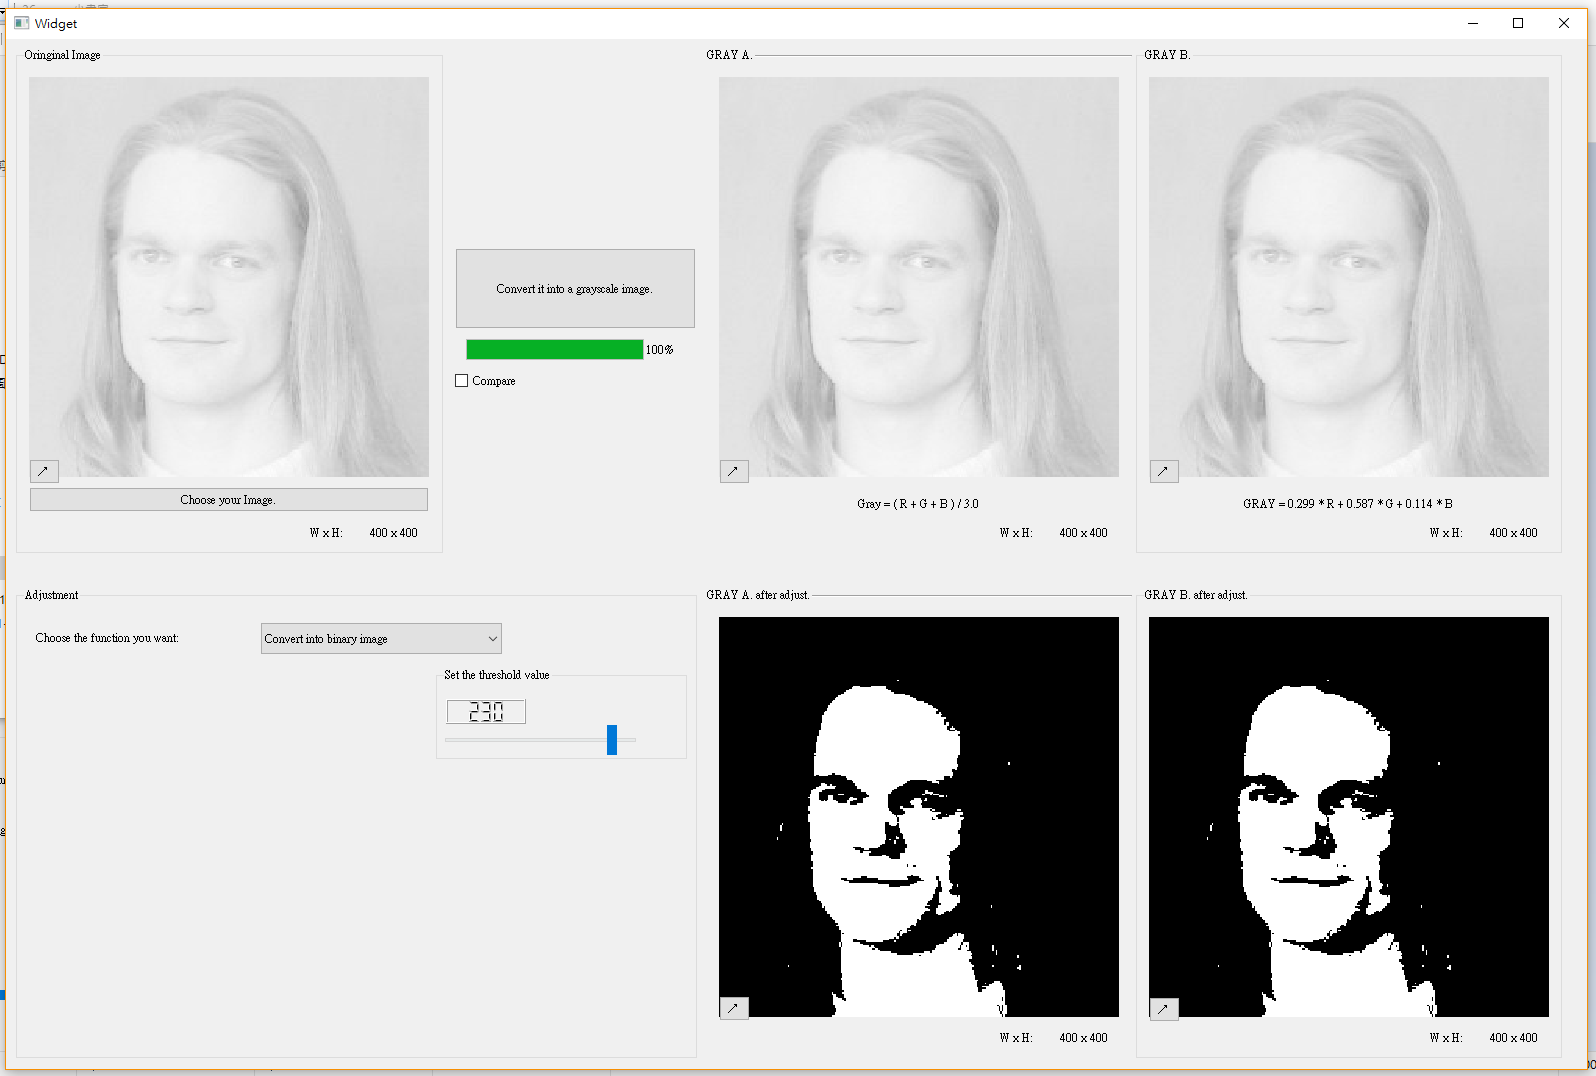 Widget
Oringinal Image
GRAY A.
GRAY B.
Convert it into a grayscale image.
100%
Compare
Choose your Image.
Gray = ( R + G + B ) / 3.0
GRAY = 0.299 * R + 0.587 * G + 0.114 * B
W x H: 400 x 400
W x H: 400 x 400
W x H: 400 x 400
Adjustment
GRAY A. after adjust.
GRAY B. after adjust.
Choose the function you want:
Convert into binary image
Set the threshold value
230
W x H: 400 x 400
W x H: 400 x 400